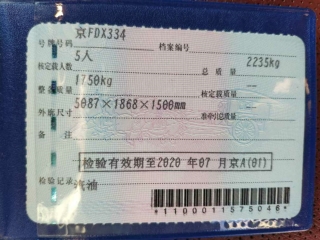 号牌号码 京FDX334 档案编号
核定载人数 5人 总质量 2235kg
整备质量 1750kg 核定载质量 --
外廓尺寸 5087×1868×1500mm 准牵引总质量 --
备注
检验有效期至2020年07月京A(01)
检验记录 汽油
*1100011575046*